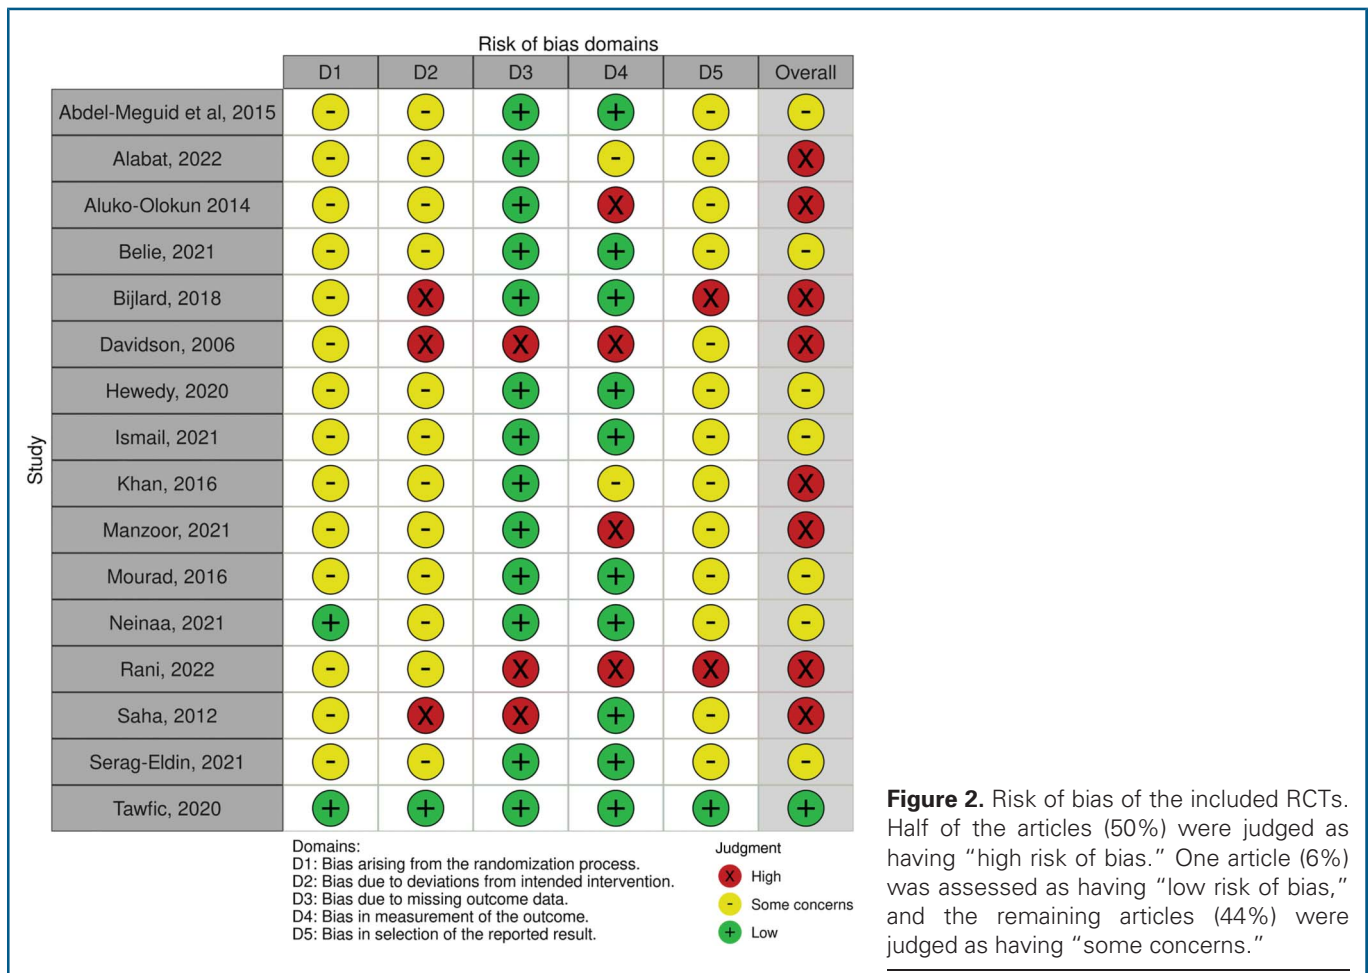 Risk of bias domains
D1 D2 D3 D4 D5 Overall
Study
Abdel-Meguid et al, 2015 - - + + - -
Alabat, 2022 - - + - - X
Aluko-Olokun 2014 - - + X - X
Belie, 2021 - - + + - -
Bijlard, 2018 - X + + X X
Davidson, 2006 - X X X - X
Hewedy, 2020 - - + + - -
Ismail, 2021 - - + + - -
Khan, 2016 - - + - - X
Manzoor, 2021 - - + X - X
Mourad, 2016 - - + + - -
Neinaa, 2021 + - + + - -
Rani, 2022 - - X X X X
Saha, 2012 - X X + - X
Serag-Eldin, 2021 - - + + - -
Tawfic, 2020 + + + + + +
Domains:
D1: Bias arising from the randomization process.
D2: Bias due to deviations from intended intervention.
D3: Bias due to missing outcome data.
D4: Bias in measurement of the outcome.
D5: Bias in selection of the reported result.
Judgment
X High
- Some concerns
+ Low
Figure 2. Risk of bias of the included RCTs.
Half of the articles (50%) were judged as
having “high risk of bias.” One article (6%)
was assessed as having “low risk of bias,”
and the remaining articles (44%) were
judged as having “some concerns.”